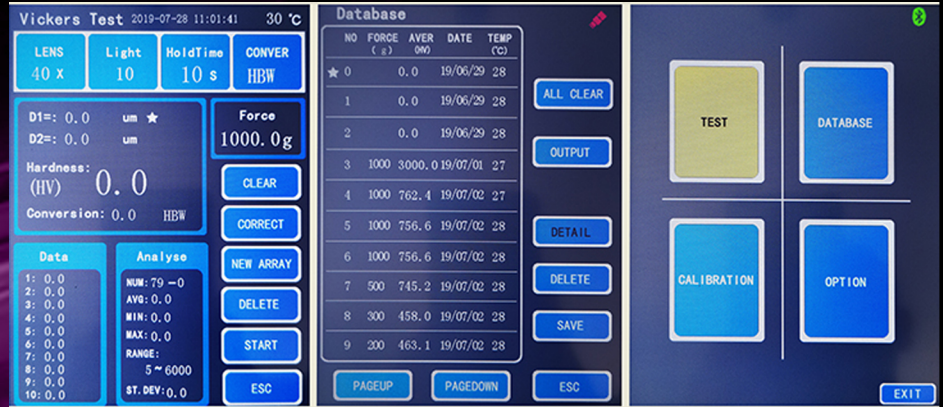 Vickers Test 2019-07-28 11:01:41 30 ℃
LENS
40 X
Light
10
HoldTime
10 s
CONVER
HBW
D1=: 0.0 um
D2=: 0.0 um
Hardness:
(HV) 0.0
Conversion: 0.0 HBW
Force
1000.0g
CLEAR
CORRECT
NEW ARRAY
DELETE
START
ESC
Data
1: 0.0
2: 0.0
3: 0.0
4: 0.0
5: 0.0
6: 0.0
7: 0.0
8: 0.0
9: 0.0
10: 0.0
Analyse
NUM: 79 —0
AVG: 0.0
MIN: 0.0
MAX: 0.0
RANGE:
5~6000
ST.DEV: 0.0
Database
NO FORCE AVER DATE TEMP
(g) (HV) (℃)
0 0.0 19/06/29 28
1 0.0 19/06/29 28
2 0.0 19/06/29 28
3 1000 3000.0 19/07/01 27
4 1000 762.4 19/07/02 27
5 1000 756.6 19/07/02 28
6 1000 756.6 19/07/02 28
7 500 745.2 19/07/02 28
8 300 458.0 19/07/02 28
9 200 463.1 19/07/02 28
ALL CLEAR
OUTPUT
DETAIL
DELETE
SAVE
PAGEUP
PAGEDOWN
ESC
TEST
DATABASE
CALIBRATION
OPTION
EXIT